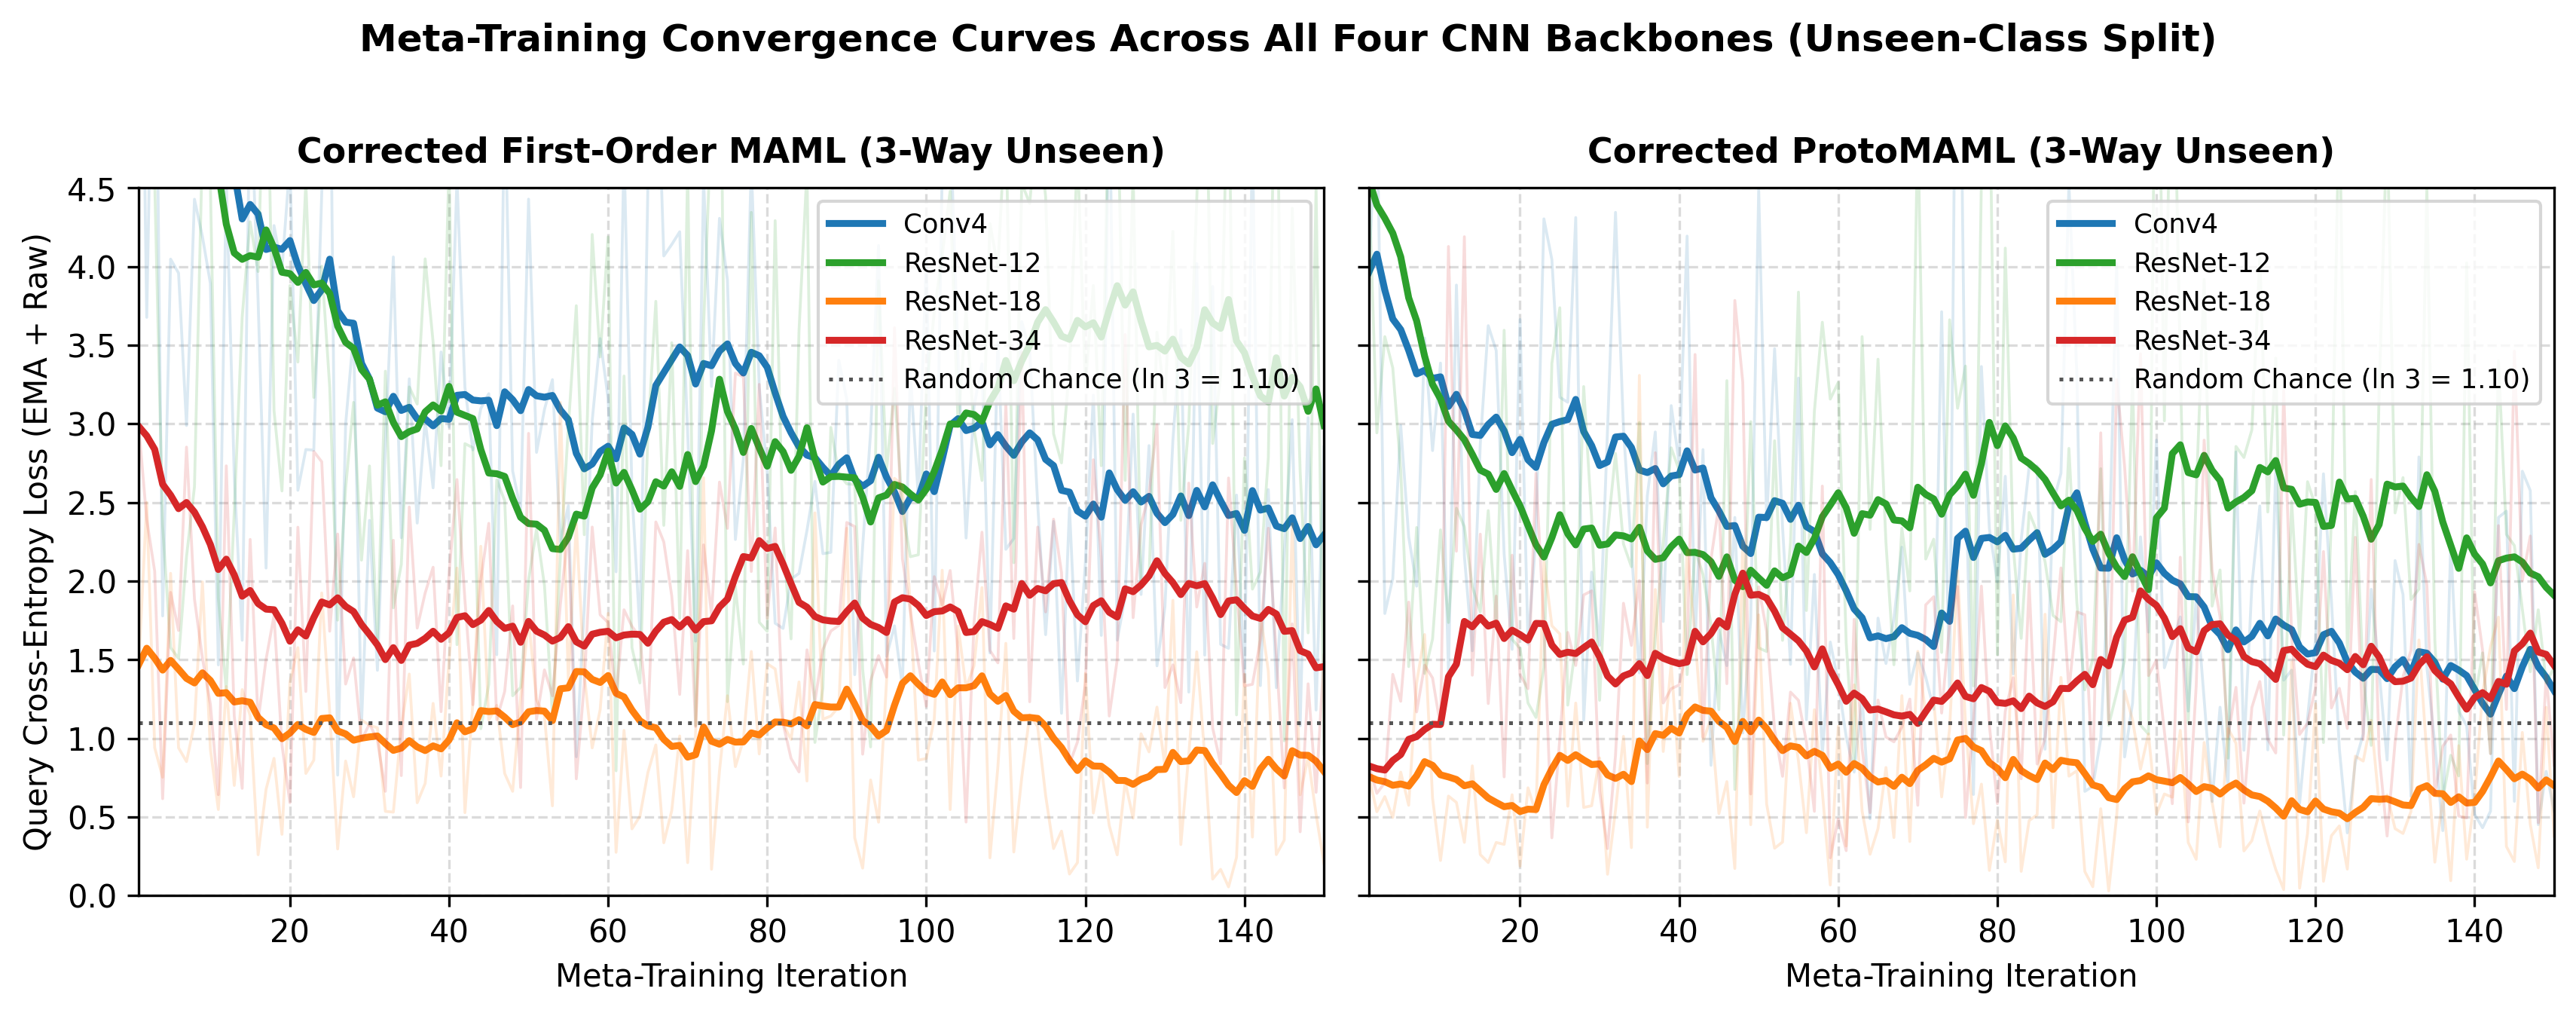 Meta-Training Convergence Curves Across All Four CNN Backbones (Unseen-Class Split)
Corrected First-Order MAML (3-Way Unseen)
Query Cross-Entropy Loss (EMA + Raw)
4.5
4.0
3.5
3.0
2.5
2.0
1.5
1.0
0.5
0.0
Conv4
ResNet-12
ResNet-18
ResNet-34
Random Chance (ln 3 = 1.10)
20 40 60 80 100 120 140
Meta-Training Iteration
Corrected ProtoMAML (3-Way Unseen)
Conv4
ResNet-12
ResNet-18
ResNet-34
Random Chance (ln 3 = 1.10)
20 40 60 80 100 120 140
Meta-Training Iteration